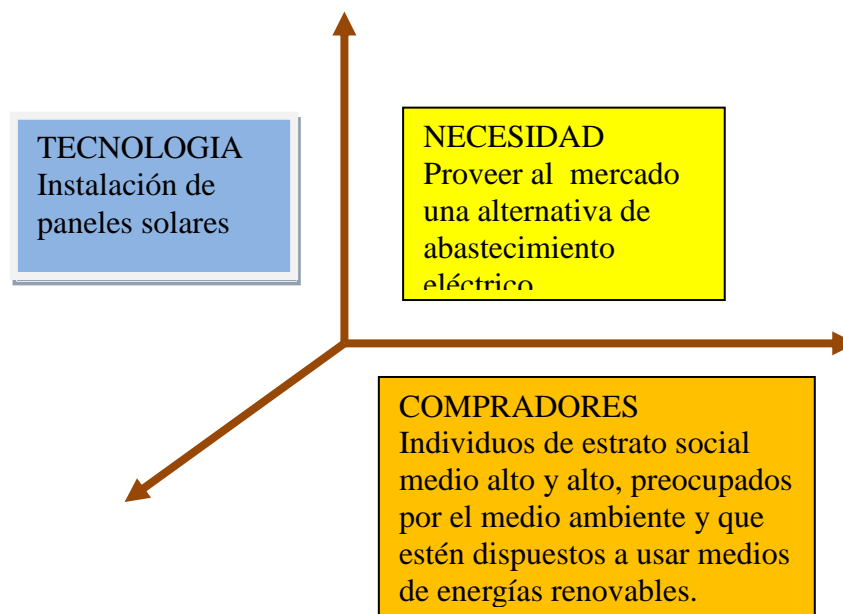 TECNOLOGIA
Instalación de
paneles solares
NECESIDAD
Proveer al mercado
una alternativa de
abastecimiento
eléctrico
COMPRADORES
Individuos de estrato social
medio alto y alto, preocupados
por el medio ambiente y que
estén dispuestos a usar medios
de energías renovables.